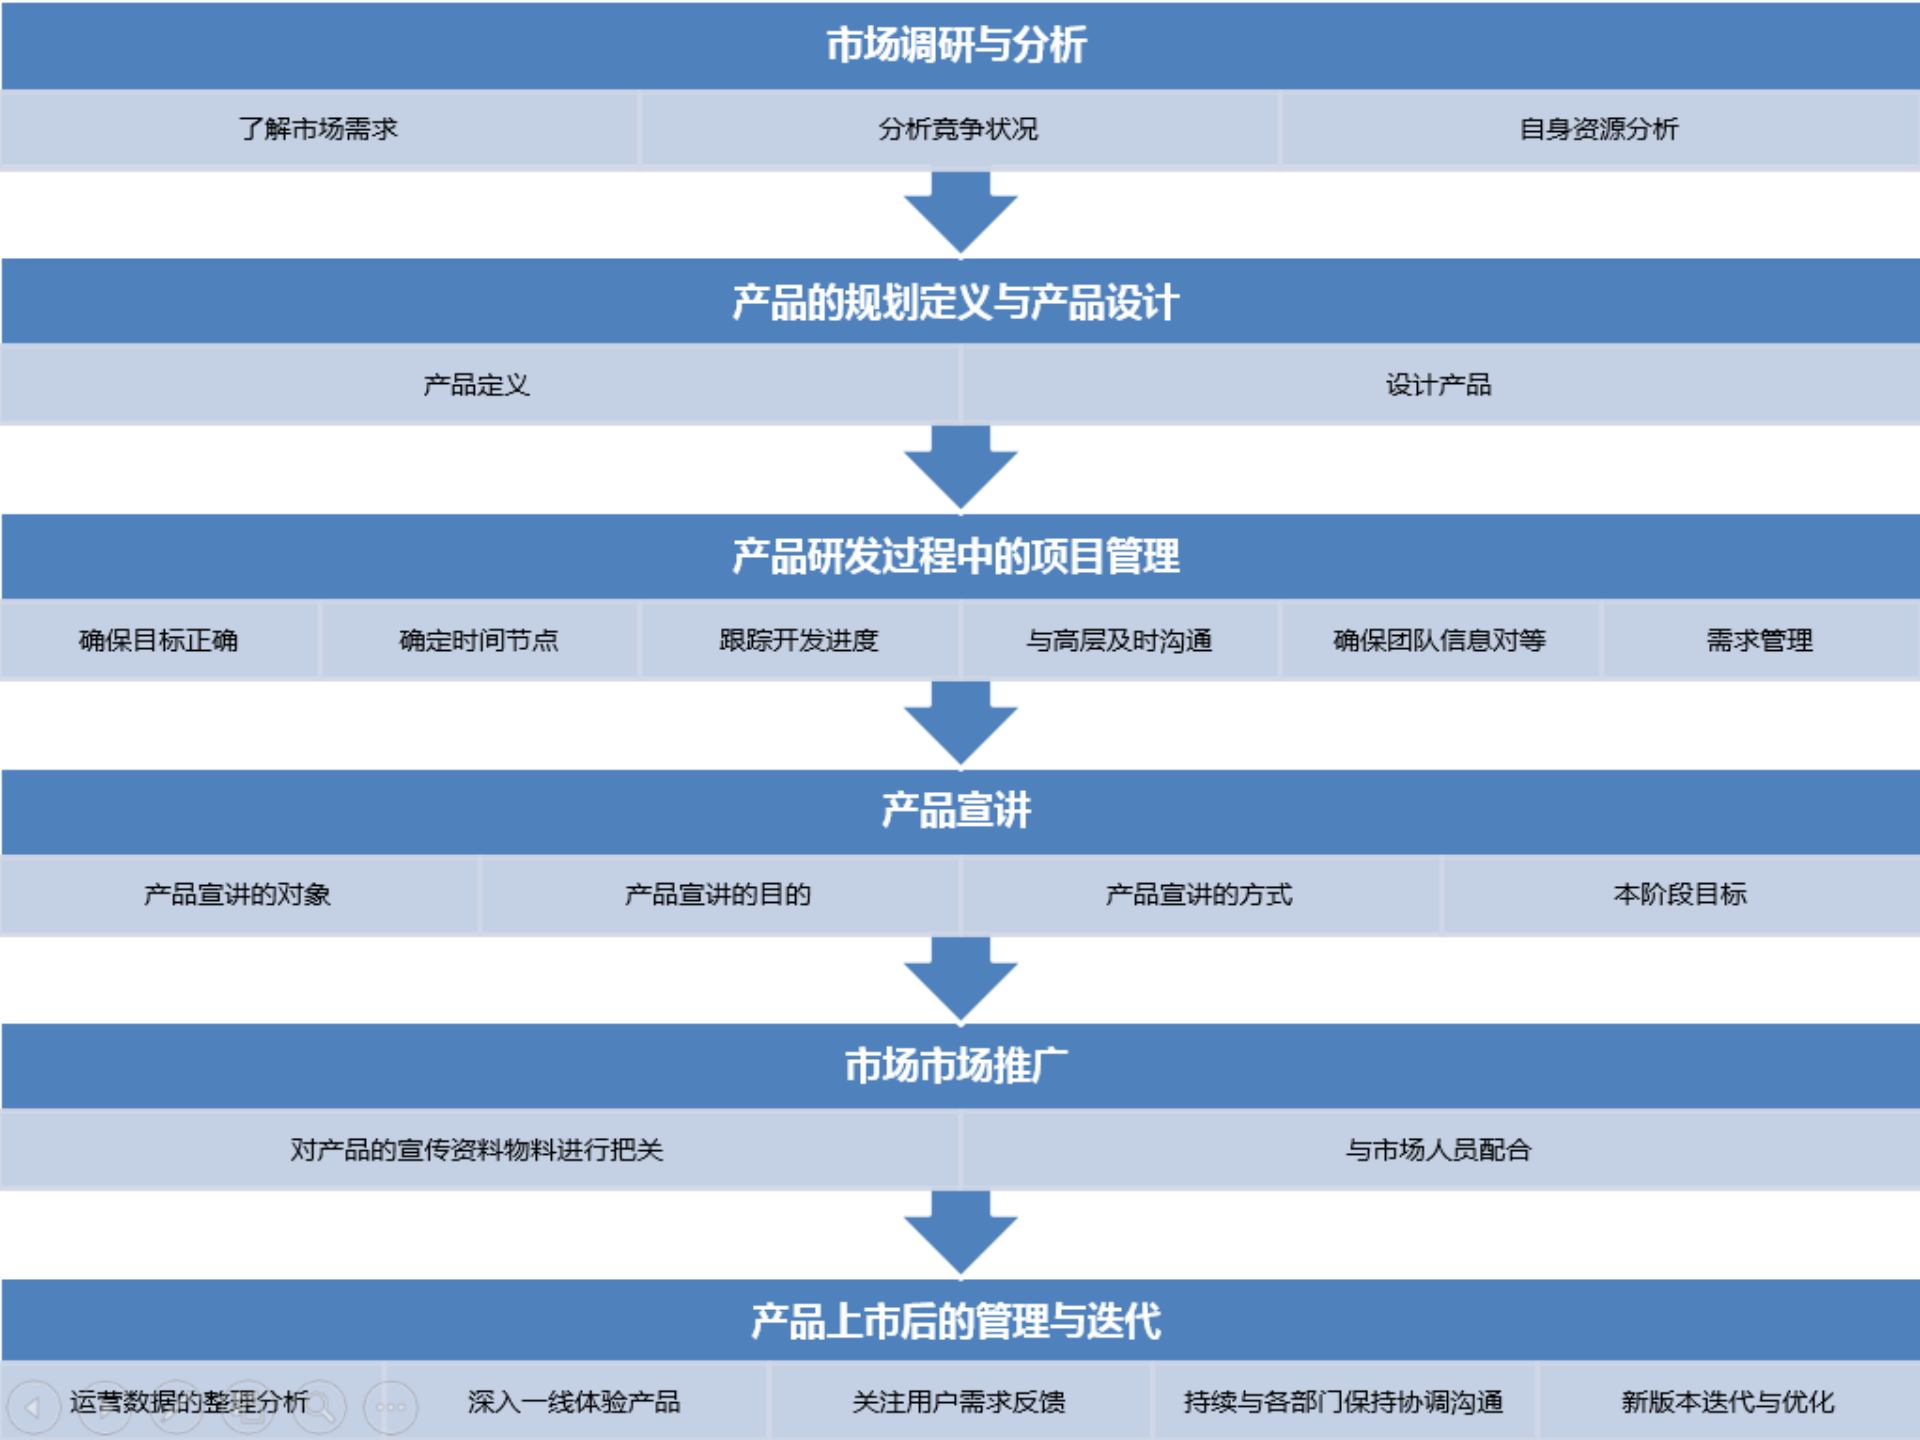 市场调研与分析
了解市场需求 分析竞争状况 自身资源分析
产品的规划定义与产品设计
产品定义 设计产品
产品研发过程中的项目管理
确保目标正确 确定时间节点 跟踪开发进度 与高层及时沟通 确保团队信息对等 需求管理
产品宣讲
产品宣讲的对象 产品宣讲的目的 产品宣讲的方式 本阶段目标
市场市场推广
对产品的宣传资料物料进行把关 与市场人员配合
产品上市后的管理与迭代
运营数据的整理分析 深入一线体验产品 关注用户需求反馈 持续与各部门保持协调沟通 新版本迭代与优化